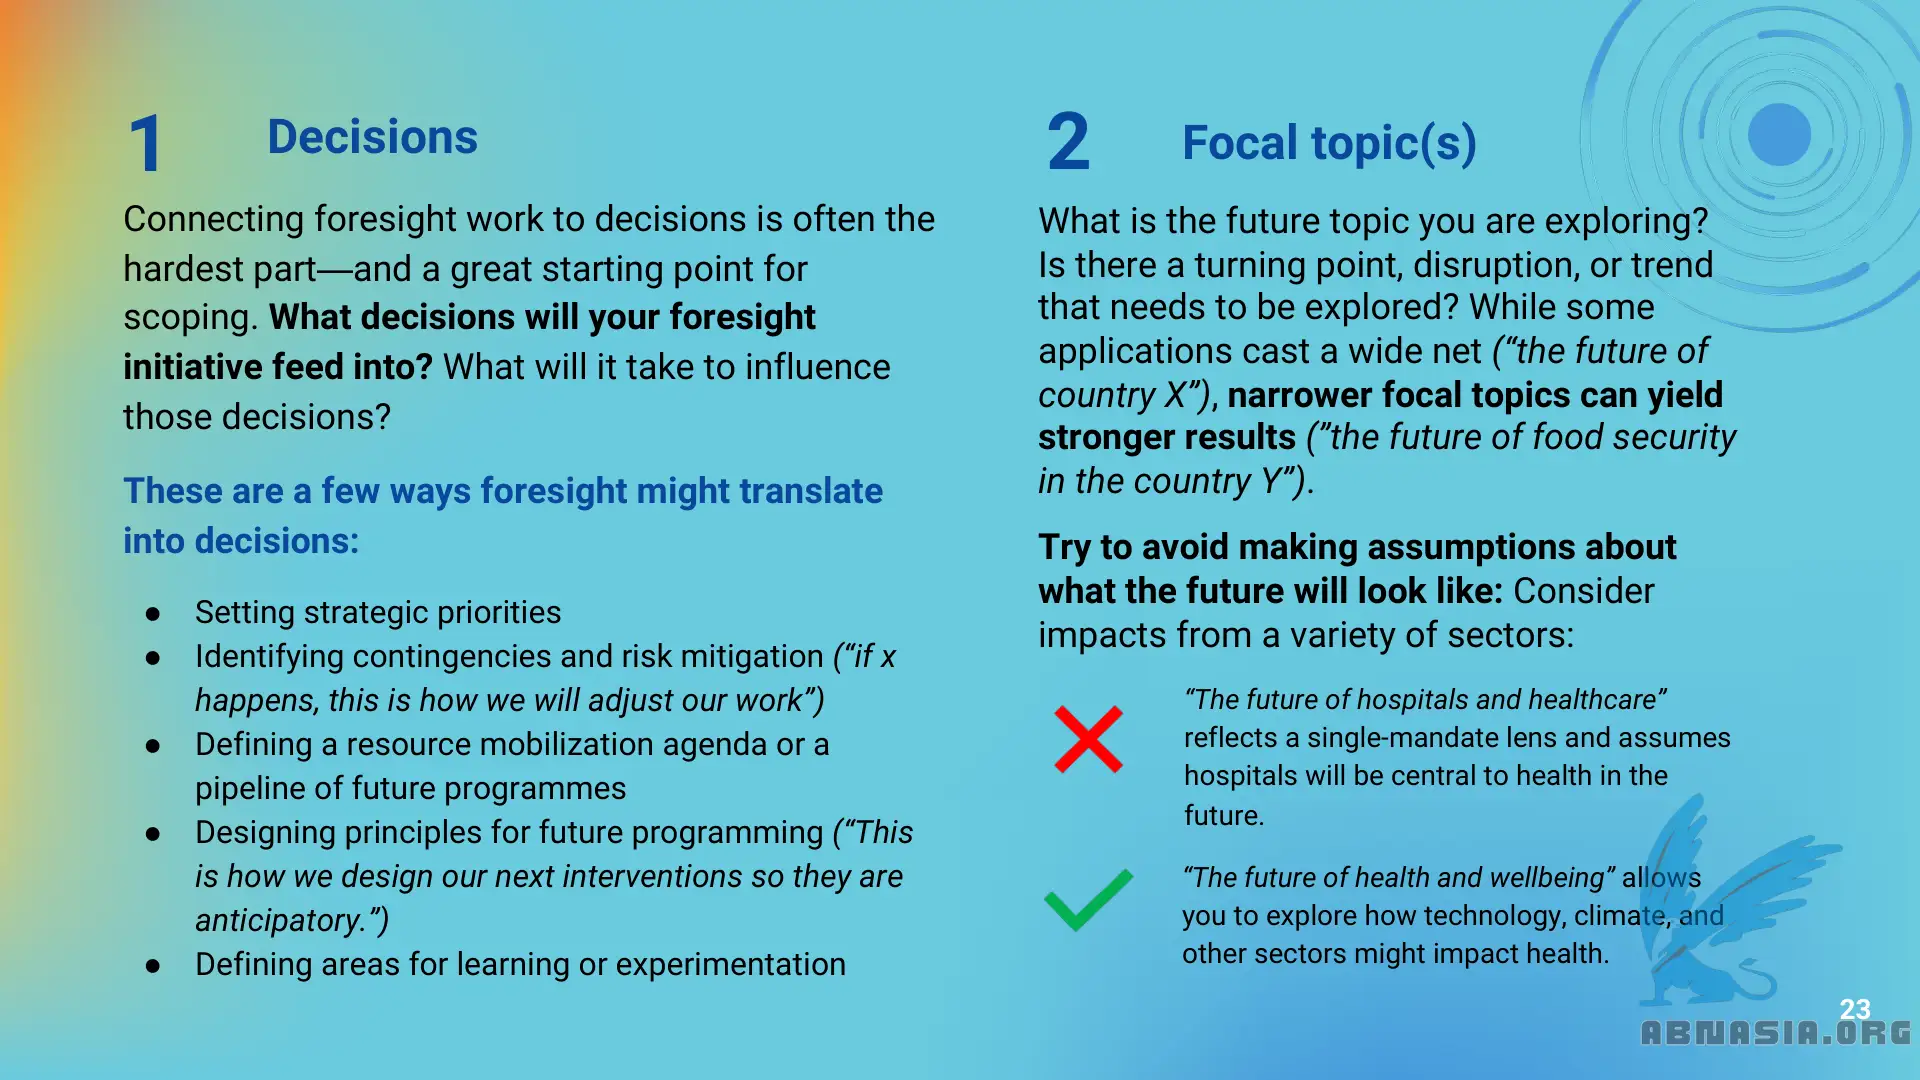 1 Decisions
Connecting foresight work to decisions is often the
hardest part—and a great starting point for
scoping. What decisions will your foresight
initiative feed into? What will it take to influence
those decisions?
These are a few ways foresight might translate
into decisions:
● Setting strategic priorities
● Identifying contingencies and risk mitigation (“if x
happens, this is how we will adjust our work”)
● Defining a resource mobilization agenda or a
pipeline of future programmes
● Designing principles for future programming (“This
is how we design our next interventions so they are
anticipatory.”)
● Defining areas for learning or experimentation
2 Focal topic(s)
What is the future topic you are exploring?
Is there a turning point, disruption, or trend
that needs to be explored? While some
applications cast a wide net (“the future of
country X”), narrower focal topics can yield
stronger results (”the future of food security
in the country Y”).
Try to avoid making assumptions about
what the future will look like: Consider
impacts from a variety of sectors:
“The future of hospitals and healthcare”
reflects a single-mandate lens and assumes
hospitals will be central to health in the
future.
“The future of health and wellbeing” allows
you to explore how technology, climate, and
other sectors might impact health.
23
ABNASIA.ORG